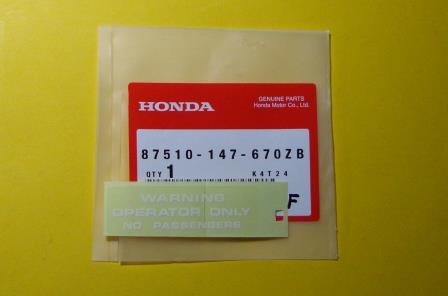 GENUINE PARTS
HONDA
Honda Motor Co., Ltd.
87510-147-670ZB
QTY 1
K4T24
F
WARNING
OPERATOR ONLY
NO PASSENGERS